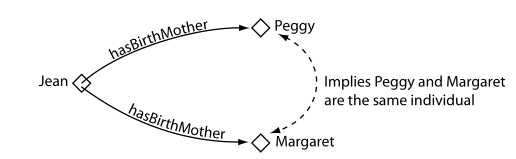 hasBirthMother
Peggy
Jean
Implies Peggy and Margaret
are the same individual
hasBirthMother
Margaret